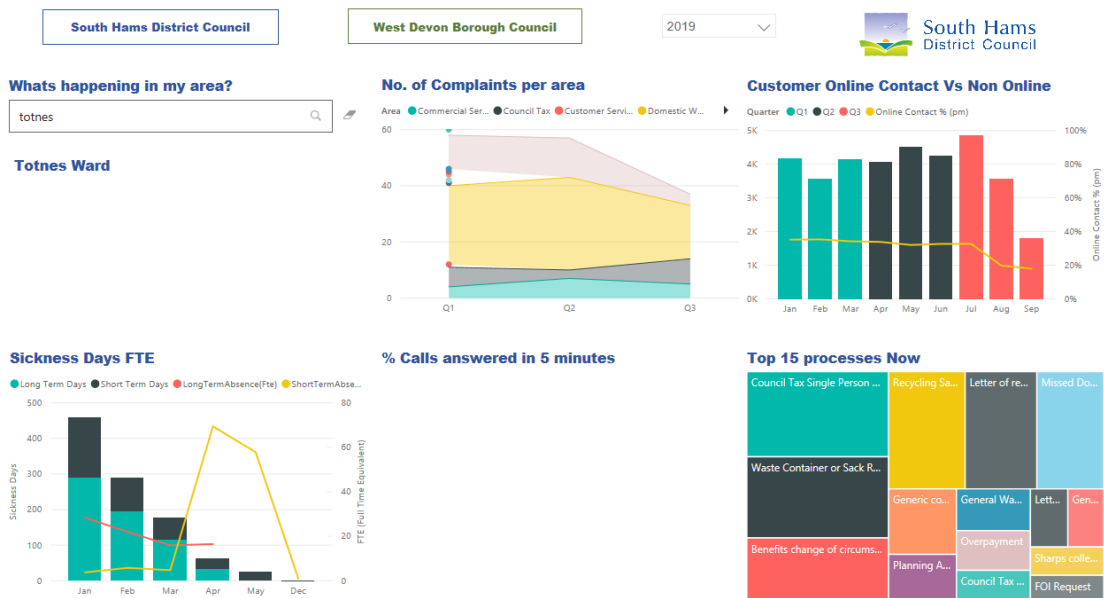 South Hams District Council
West Devon Borough Council
2019
South Hams
District Council
Whats happening in my area?
totnes
Totnes Ward
No. of Complaints per area
Area Commercial Ser... Council Tax Customer Servi... Domestic W...
60
40
20
0
Q1 Q2 Q3
Customer Online Contact Vs Non Online
Quarter Q1 Q2 Q3 Online Contact % (pm)
5K
4K
3K
2K
1K
0K
100%
80%
60%
40%
20%
0%
Online Contact % (pm)
Jan Feb Mar Apr May Jun Jul Aug Sep
Sickness Days FTE
Long Term Days Short Term Days LongTermAbsence(Fte) ShortTermAbse...
500
400
300
200
100
0
Sickness Days
80
60
40
20
0
FTE (Full Time Equivalent)
Jan Feb Mar Apr May Dec
% Calls answered in 5 minutes
Top 15 processes Now
Council Tax Single Person ...
Recycling Sa...
Letter of re...
Missed Do...
Waste Container or Sack R...
Benefits change of circums...
Generic co...
General Wa...
Lett...
Gen...
Overpayment
Sharps colle...
Planning A...
Council Tax ...
FOI Request